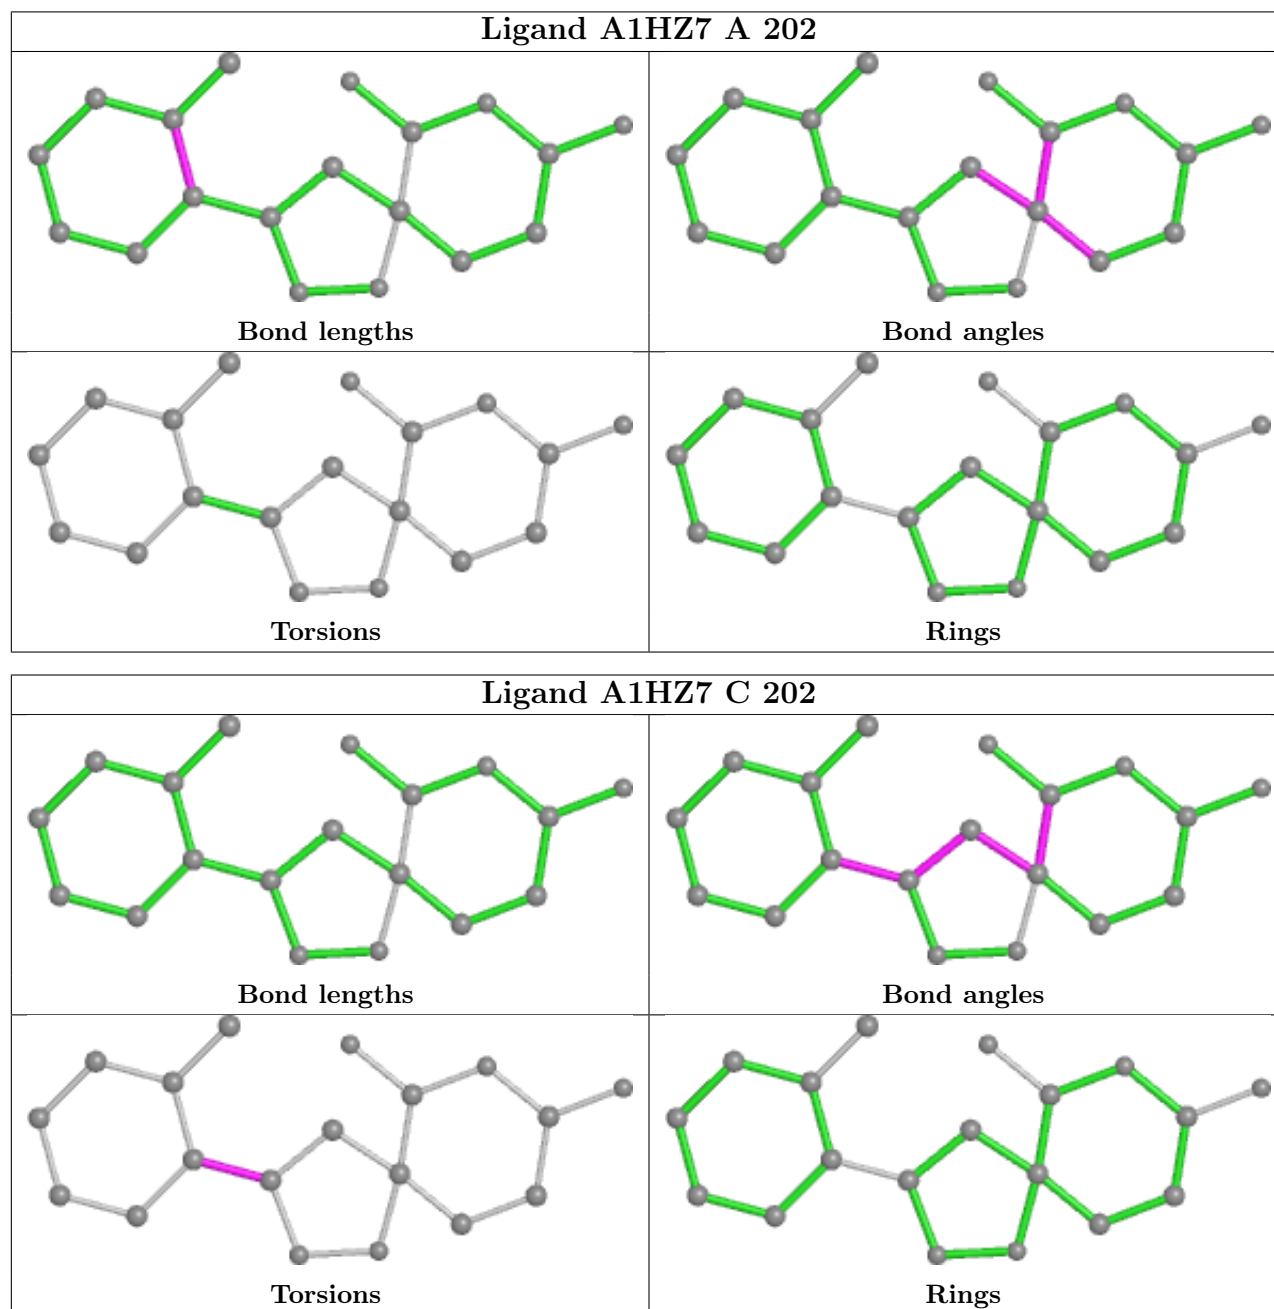 Ligand A1HZ7 A 202
Bond lengths
Bond angles
Torsions
Rings
Ligand A1HZ7 C 202
Bond lengths
Bond angles
Torsions
Rings